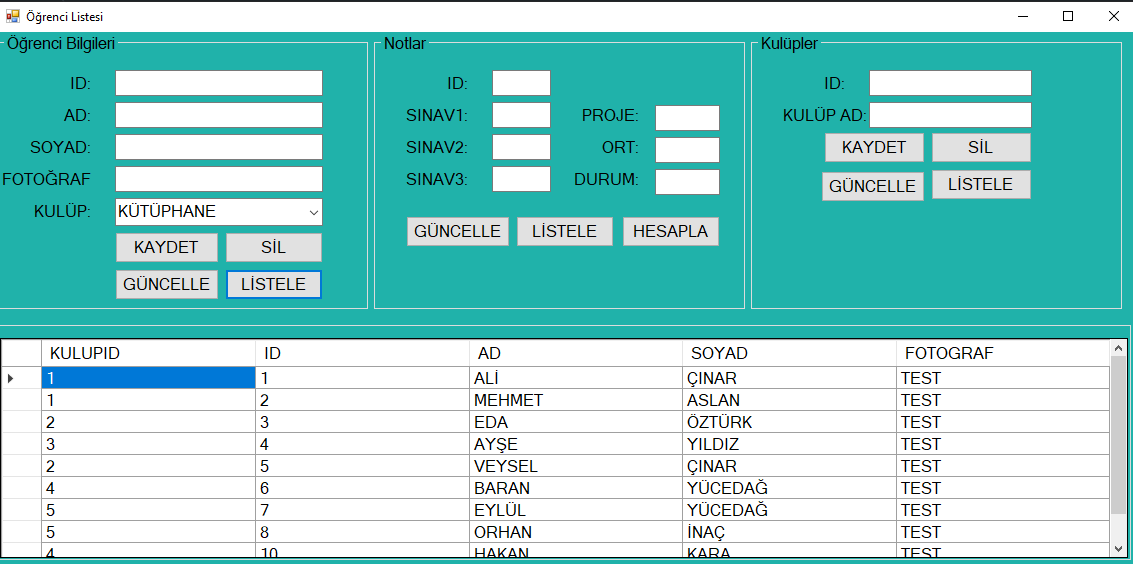 Öğrenci Listesi
Öğrenci Bilgileri
ID:
AD:
SOYAD:
FOTOĞRAF
KULÜP: KÜTÜPHANE
KAYDET SİL
GÜNCELLE LİSTELE
Notlar
ID:
SINAV1: PROJE:
SINAV2: ORT:
SINAV3: DURUM:
GÜNCELLE LİSTELE HESAPLA
Kulüpler
ID:
KULÜP AD:
KAYDET SİL
GÜNCELLE LİSTELE
KULUPID ID AD SOYAD FOTOGRAF
1 1 ALİ ÇINAR TEST
1 2 MEHMET ASLAN TEST
2 3 EDA ÖZTÜRK TEST
3 4 AYŞE YILDIZ TEST
2 5 VEYSEL ÇINAR TEST
4 6 BARAN YÜCEDAĞ TEST
5 7 EYLÜL YÜCEDAĞ TEST
5 8 ORHAN İNAÇ TEST
4 10 HAKAN KARA TEST